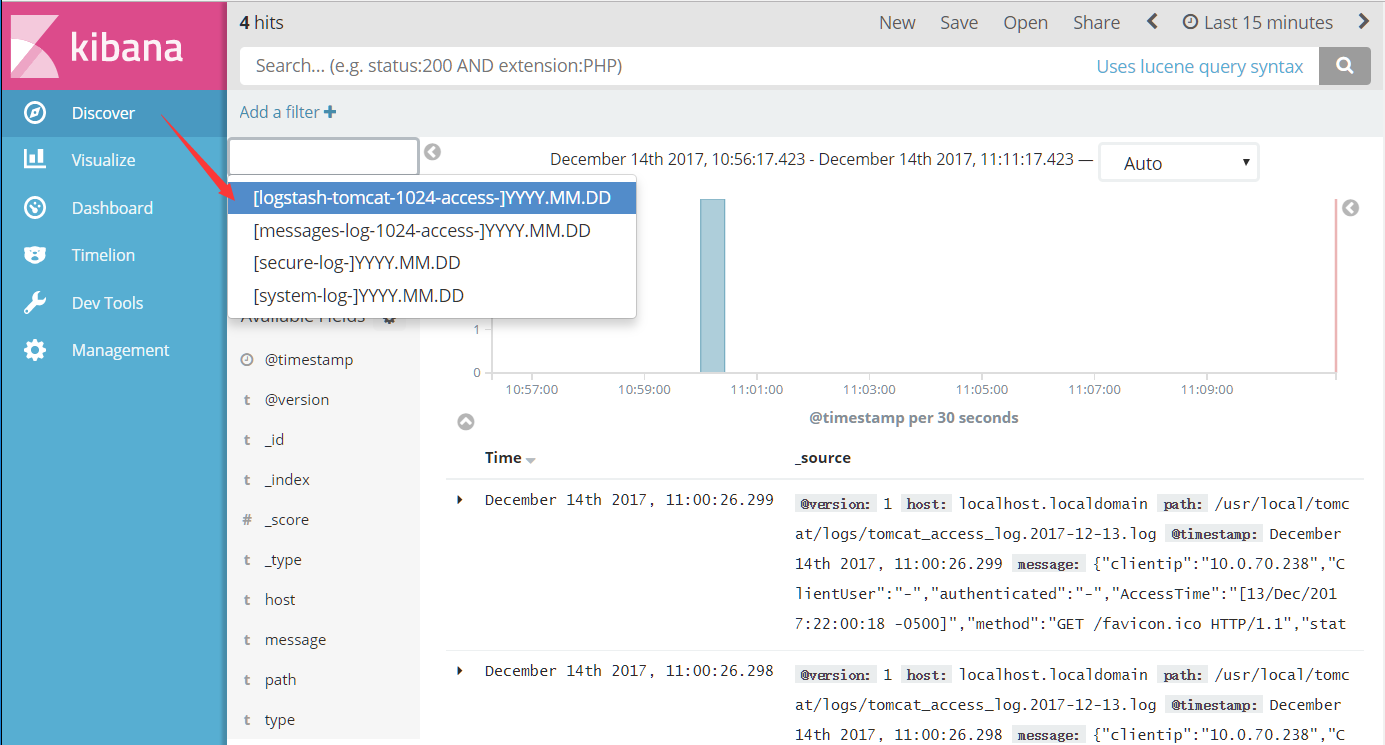 kibana
Discover
Visualize
Dashboard
Timelion
Dev Tools
Management
4 hits
New Save Open Share Last 15 minutes
Search... (e.g. status:200 AND extension:PHP) Uses lucene query syntax
Add a filter
[logstash-tomcat-1024-access-]YYYY.MM.DD
[messages-log-1024-access-]YYYY.MM.DD
[secure-log-]YYYY.MM.DD
[system-log-]YYYY.MM.DD
Available Fields
@timestamp
t @version
t _id
t _index
# _score
t _type
t host
t message
t path
t type
December 14th 2017, 10:56:17.423 - December 14th 2017, 11:11:17.423 — Auto
1
0
10:57:00 10:59:00 11:01:00 11:03:00 11:05:00 11:07:00 11:09:00
@timestamp per 30 seconds
Time _source
December 14th 2017, 11:00:26.299 @version: 1 host: localhost.localdomain path: /usr/local/tomc
at/logs/tomcat_access_log.2017-12-13.log @timestamp: December
14th 2017, 11:00:26.299 message: {"clientip":"10.0.70.238","C
lientUser":"-","authenticated":"-","AccessTime":"[13/Dec/201
7:22:00:18 -0500]","method":"GET /favicon.ico HTTP/1.1","stat
December 14th 2017, 11:00:26.298 @version: 1 host: localhost.localdomain path: /usr/local/tomc
at/logs/tomcat_access_log.2017-12-13.log @timestamp: December
14th 2017, 11:00:26.298 message: {"clientip":"10.0.70.238","C